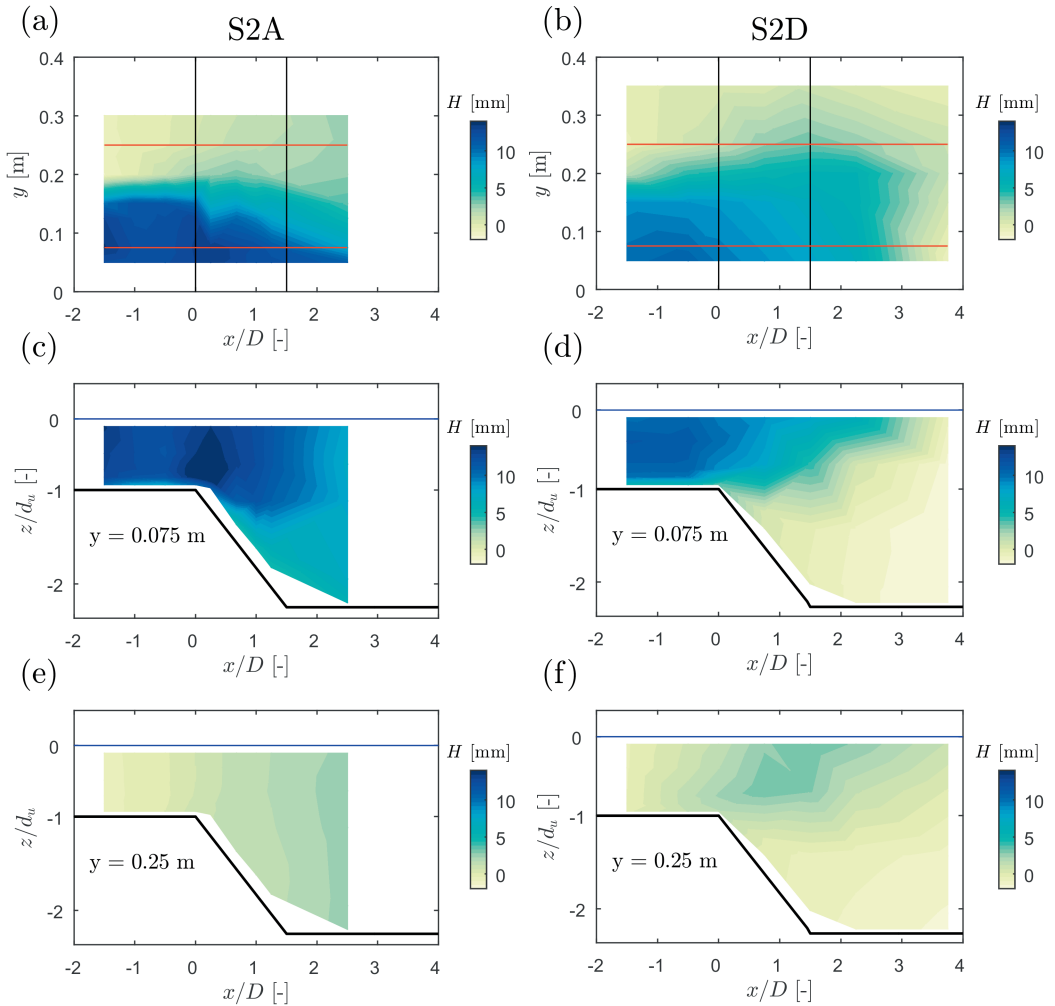 (a)
S2A
(b)
S2D
0.4
0.3
0.2
0.1
0
y [m]
-2 -1 0 1 2 3 4
x/D [-]
H [mm]
10
5
0
0.4
0.3
0.2
0.1
0
y [m]
-2 -1 0 1 2 3 4
x/D [-]
H [mm]
10
5
0
(c)
0
-1
-2
z/d_u [-]
y = 0.075 m
-2 -1 0 1 2 3 4
x/D [-]
H [mm]
10
5
0
(d)
0
-1
-2
z/d_u [-]
y = 0.075 m
-2 -1 0 1 2 3 4
x/D [-]
H [mm]
10
5
0
(e)
0
-1
-2
z/d_u
y = 0.25 m
-2 -1 0 1 2 3 4
x/D [-]
H [mm]
10
5
0
(f)
0
-1
-2
z/d_u [-]
y = 0.25 m
-2 -1 0 1 2 3 4
x/D [-]
H [mm]
10
5
0